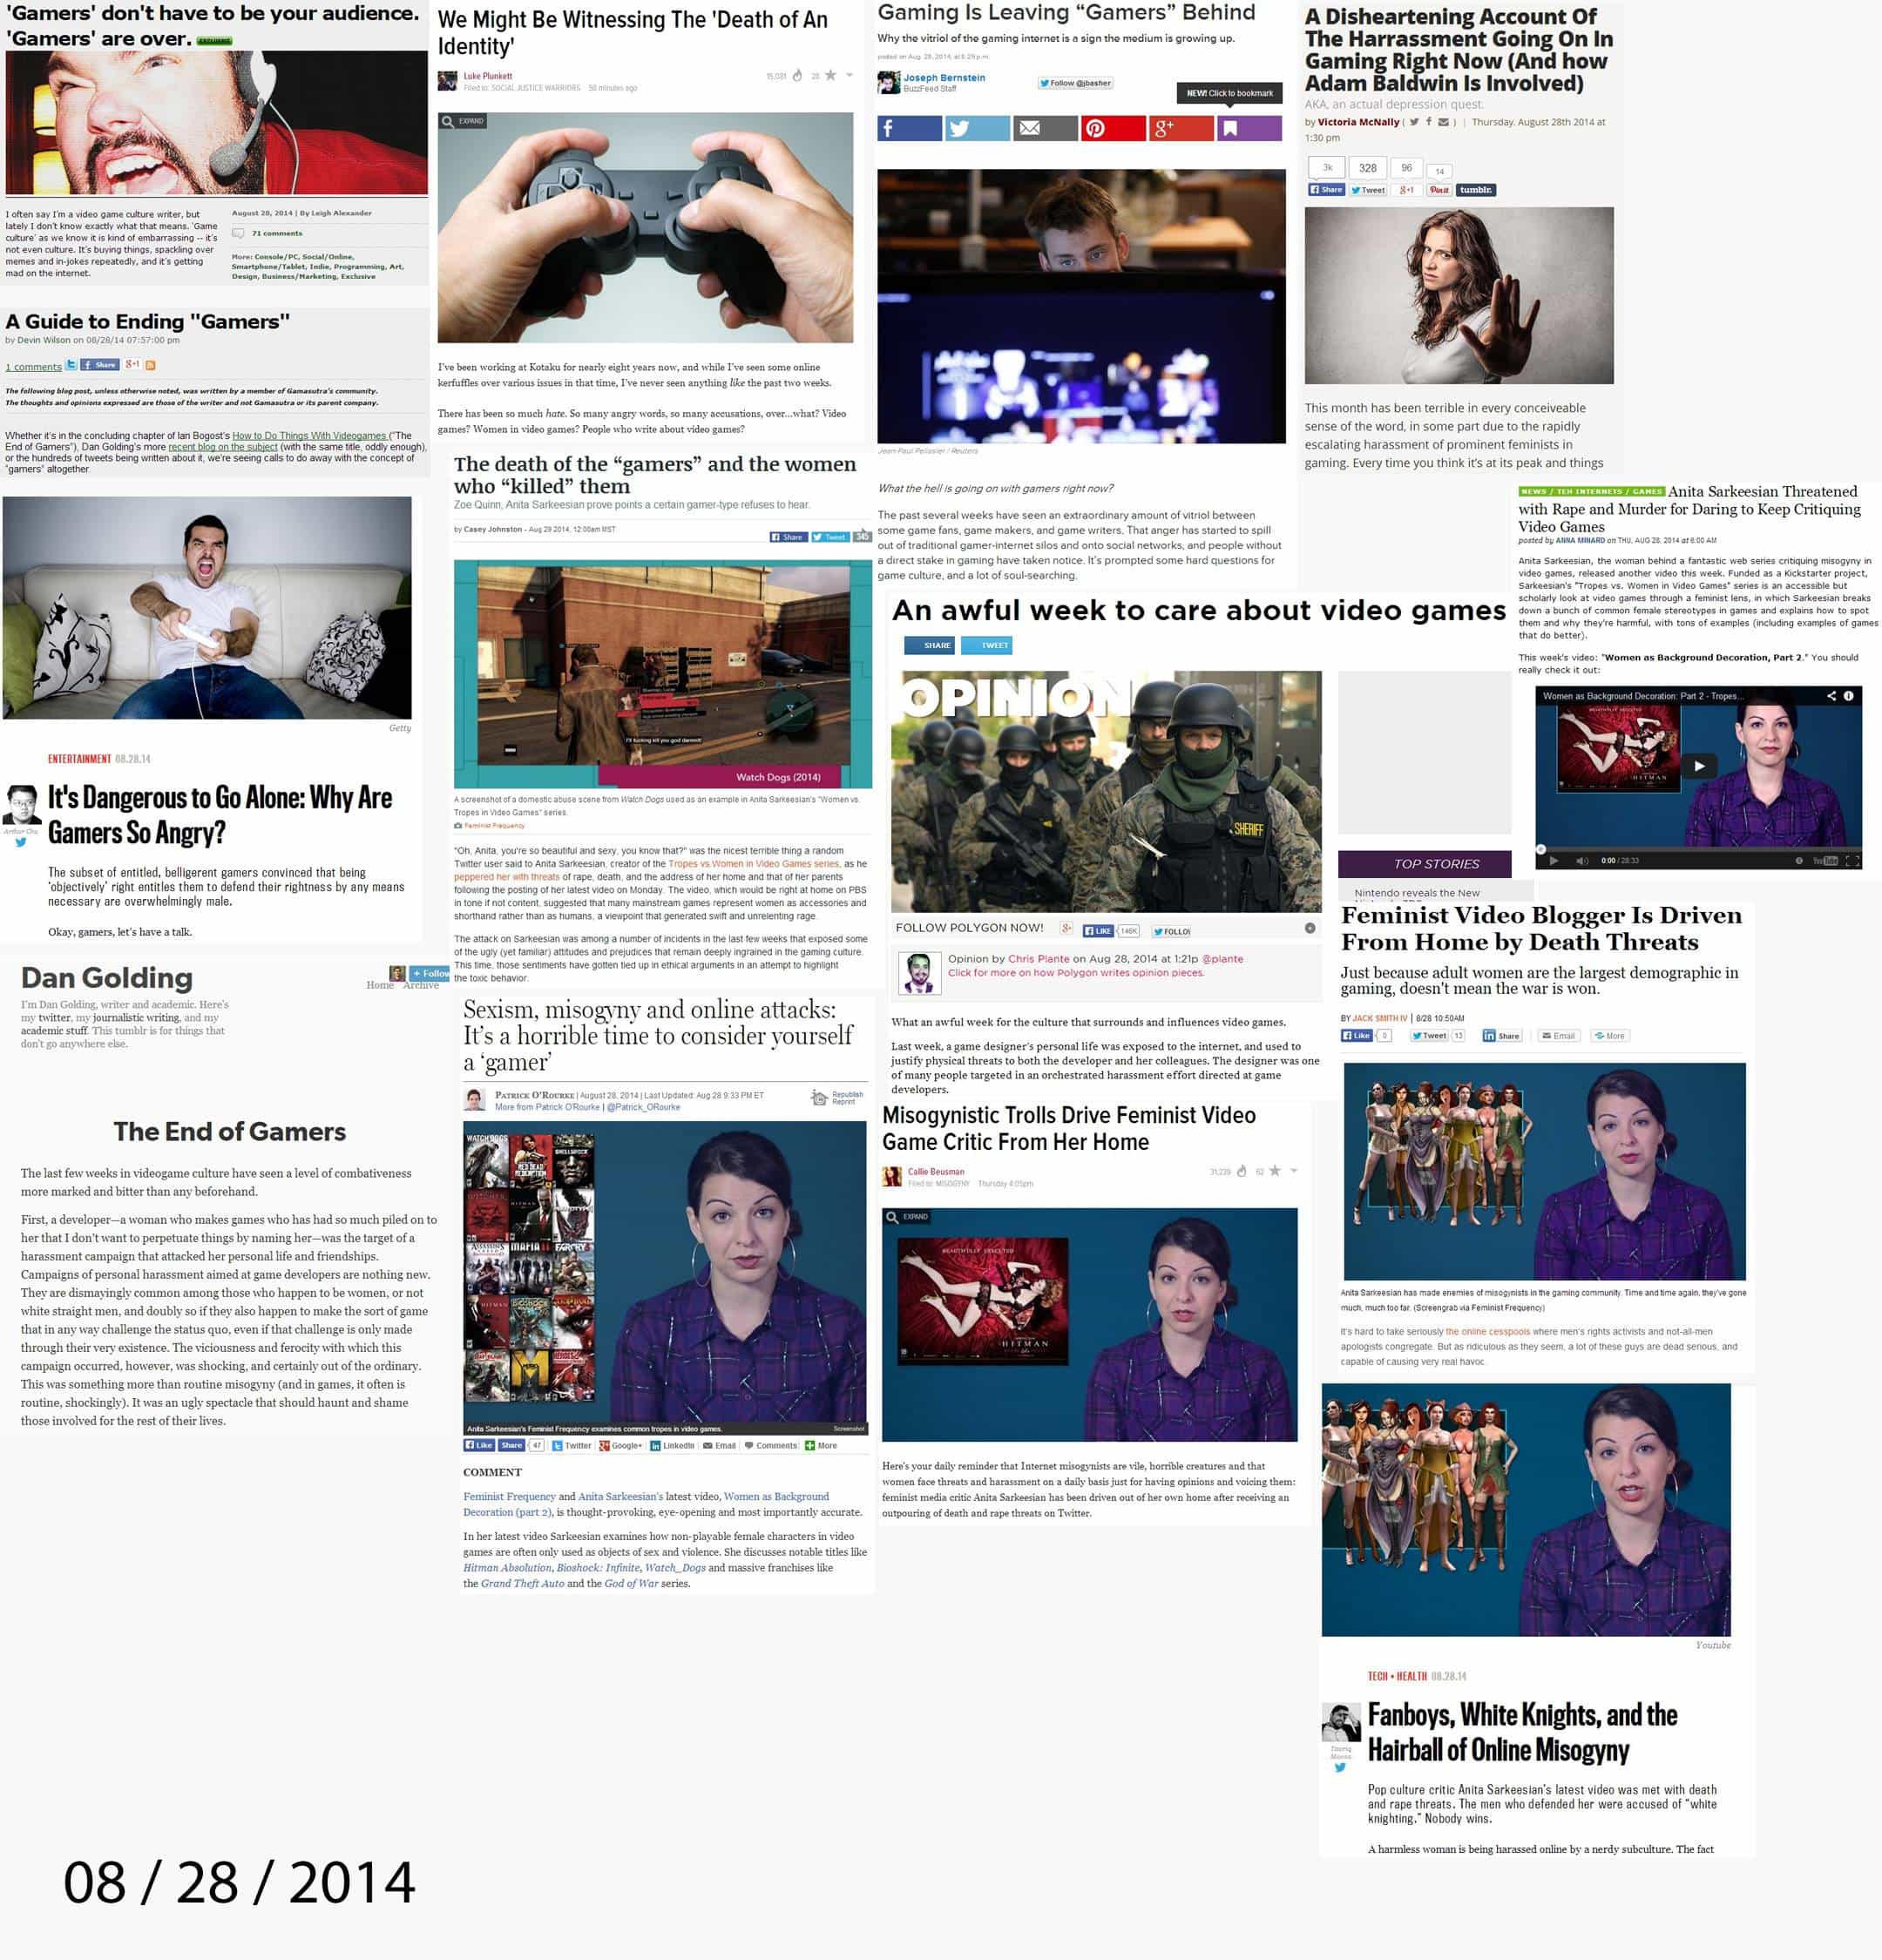 'Gamers' don't have to be your audience.
'Gamers' are over. EXCLUSIVE
I often say I'm a video game culture writer, but
lately I don't know exactly what that means. 'Game
culture' as we know it is kind of embarrassing -- it's
not even culture. It's buying things, spackling over
memes and in-jokes repeatedly, and it's getting
mad on the internet.
August 28, 2014 | By Leigh Alexander
71 comments
More: Console/PC, Social/Online,
Smartphone/Tablet, Indie, Programming, Art,
Design, Business/Marketing, Exclusive
A Guide to Ending "Gamers"
by Devin Wilson on 08/28/14 07:57:00 pm
1 comments Share g+1
The following blog post, unless otherwise noted, was written by a member of Gamasutra's community.
The thoughts and opinions expressed are those of the writer and not Gamasutra or its parent company.
Whether it's in the concluding chapter of Ian Bogost's How to Do Things With Videogames ("The
End of Gamers"), Dan Golding's more recent blog on the subject (with the same title, oddly enough),
or the hundreds of tweets being written about it, we're seeing calls to do away with the concept of
"gamers" altogether.
Getty
ENTERTAINMENT 08.28.14
Arthur Chu
It's Dangerous to Go Alone: Why Are
Gamers So Angry?
The subset of entitled, belligerent gamers convinced that being
'objectively' right entitles them to defend their rightness by any means
necessary are overwhelmingly male.
Okay, gamers, let's have a talk.
Dan Golding
+ Follow
Home Archive
I'm Dan Golding, writer and academic. Here's
my twitter, my journalistic writing, and my
academic stuff. This tumblr is for things that
don't go anywhere else.
The End of Gamers
The last few weeks in videogame culture have seen a level of combativeness
more marked and bitter than any beforehand.
First, a developer—a woman who makes games who has had so much piled on to
her that I don't want to perpetuate things by naming her—was the target of a
harassment campaign that attacked her personal life and friendships.
Campaigns of personal harassment aimed at game developers are nothing new.
They are dismayingly common among those who happen to be women, or not
white straight men, and doubly so if they also happen to make the sort of game
that in any way challenge the status quo, even if that challenge is only made
through their very existence. The viciousness and ferocity with which this
campaign occurred, however, was shocking, and certainly out of the ordinary.
This was something more than routine misogyny (and in games, it often is
routine, shockingly). It was an ugly spectacle that should haunt and shame
those involved for the rest of their lives.
08 / 28 / 2014
We Might Be Witnessing The 'Death of An
Identity'
Luke Plunkett
Filed to: SOCIAL JUSTICE WARRIORS 50 minutes ago
15,081 28
EXPAND
I've been working at Kotaku for nearly eight years now, and while I've seen some online
kerfuffles over various issues in that time, I've never seen anything like the past two weeks.
There has been so much hate. So many angry words, so many accusations, over...what? Video
games? Women in video games? People who write about video games?
The death of the “gamers” and the women
who “killed” them
Zoe Quinn, Anita Sarkeesian prove points a certain gamer-type refuses to hear.
by Casey Johnston - Aug 29 2014, 12:00am MST
Share Tweet 345
I'll fucking kill you god dammit!
Watch Dogs (2014)
A screenshot of a domestic abuse scene from Watch Dogs used as an example in Anita Sarkeesian's "Women vs.
Tropes in Video Games" series.
Feminist Frequency
"Oh, Anita, you're so beautiful and sexy, you know that?" was the nicest terrible thing a random
Twitter user said to Anita Sarkeesian, creator of the Tropes vs Women in Video Games series, as he
peppered her with threats of rape, death, and the address of her home and that of her parents
following the posting of her latest video on Monday. The video, which would be right at home on PBS
in tone if not content, suggested that many mainstream games represent women as accessories and
shorthand rather than as humans, a viewpoint that generated swift and unrelenting rage.
The attack on Sarkeesian was among a number of incidents in the last few weeks that exposed some
of the ugly (yet familiar) attitudes and prejudices that remain deeply ingrained in the gaming culture.
This time, those sentiments have gotten tied up in ethical arguments in an attempt to highlight
the toxic behavior.
Sexism, misogyny and online attacks:
It's a horrible time to consider yourself
a ‘gamer’
PATRICK O'ROURKE | August 28, 2014 | Last Updated: Aug 28 9:33 PM ET
More from Patrick O'Rourke | @Patrick_ORourke
Republish
Reprint
WATCH DOGS
RED DEAD
REDEMPTION
HITMAN
MAFIA II
FARCRY
BIOSHOCK
Anita Sarkeesian's Feminist Frequency examines common tropes in video games.
Screenshot
Like Share 47 Twitter Google+ LinkedIn Email Comments More
COMMENT
Feminist Frequency and Anita Sarkeesian's latest video, Women as Background
Decoration (part 2), is thought-provoking, eye-opening and most importantly accurate.
In her latest video Sarkeesian examines how non-playable female characters in video
games are often only used as objects of sex and violence. She discusses notable titles like
Hitman Absolution, Bioshock: Infinite, Watch_Dogs and massive franchises like
the Grand Theft Auto and the God of War series.
Gaming Is Leaving “Gamers” Behind
Why the vitriol of the gaming internet is a sign the medium is growing up.
posted on Aug. 28, 2014, at 8:29 p.m.
Joseph Bernstein
BuzzFeed Staff
Follow @jbasher
NEW! Click to bookmark
Jean-Paul Pelissier / Reuters
What the hell is going on with gamers right now?
The past several weeks have seen an extraordinary amount of vitriol between
some game fans, game makers, and game writers. That anger has started to spill
out of traditional gamer-internet silos and onto social networks, and people without
a direct stake in gaming have taken notice. It's prompted some hard questions for
game culture, and a lot of soul-searching.
An awful week to care about video games
SHARE TWEET
OPINION
SHERIFF
FOLLOW POLYGON NOW! LIKE 146K FOLLO
Opinion by Chris Plante on Aug 28, 2014 at 1:21p @plante
Click for more on how Polygon writes opinion pieces.
What an awful week for the culture that surrounds and influences video games.
Last week, a game designer's personal life was exposed to the internet, and used to
justify physical threats to both the developer and her colleagues. The designer was one
of many people targeted in an orchestrated harassment effort directed at game
developers.
TOP STORIES
Nintendo reveals the New
Misogynistic Trolls Drive Feminist Video
Game Critic From Her Home
Callie Beusman
Filed to: MISOGYNY Thursday 4:05pm
31,239 62
EXPAND
BEAUTIFULLY EXECUTED
HITMAN
Here's your daily reminder that Internet misogynists are vile, horrible creatures and that
women face threats and harassment on a daily basis just for having opinions and voicing them:
feminist media critic Anita Sarkeesian has been driven out of her own home after receiving an
outpouring of death and rape threats on Twitter.
A Disheartening Account Of
The Harrassment Going On In
Gaming Right Now (And how
Adam Baldwin Is Involved)
AKA, an actual depression quest.
by Victoria McNally ( ) | Thursday, August 28th 2014 at
1:30 pm
3k 328 96 14
Share Tweet g+1 Pin it tumblr.
This month has been terrible in every conceiveable
sense of the word, in some part due to the rapidly
escalating harassment of prominent feminists in
gaming. Every time you think it's at its peak and things
NEWS / TEH INTERNETS / GAMES Anita Sarkeesian Threatened
with Rape and Murder for Daring to Keep Critiquing
Video Games
posted by ANNA MINARD on THU, AUG 28, 2014 at 6:00 AM
Anita Sarkeesian, the woman behind a fantastic web series critiquing misogyny in
video games, released another video this week. Funded as a Kickstarter project,
Sarkeesian's "Tropes vs. Women in Video Games" series is an accessible but
scholarly look at video games through a feminist lens, in which Sarkeesian breaks
down a bunch of common female stereotypes in games and explains how to spot
them and why they're harmful, with tons of examples (including examples of games
that do better).
This week's video: "Women as Background Decoration, Part 2." You should
really check it out:
Women as Background Decoration: Part 2 - Tropes...
HITMAN
0:00 / 28:33 YouTube
Feminist Video Blogger Is Driven
From Home by Death Threats
Just because adult women are the largest demographic in
gaming, doesn't mean the war is won.
BY JACK SMITH IV | 8/28 10:50AM
Like 0 Tweet 13 Share Email More
Anita Sarkeesian has made enemies of misogynists in the gaming community. Time and time again, they've gone
much, much too far. (Screengrab via Feminist Frequency)
It's hard to take seriously the online cesspools where men's rights activists and not-all-men
apologists congregate. But as ridiculous as they seem, a lot of these guys are dead serious, and
capable of causing very real havoc.
Youtube
TECH + HEALTH 08.28.14
Fanboys, White Knights, and the
Hairball of Online Misogyny
Pop culture critic Anita Sarkeesian's latest video was met with death
and rape threats. The men who defended her were accused of “white
knighting.” Nobody wins.
A harmless woman is being harassed online by a nerdy subculture. The fact